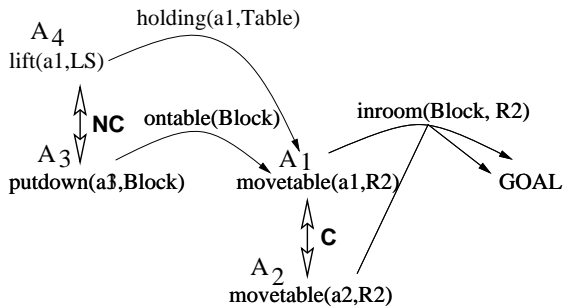 holding(a1,Table)
A4
lift(a1,LS)
NC
ontable(Block)
inroom(Block, R2)
A3
putdown(a3,Block)
A1
movetable(a1,R2)
GOAL
C
A2
movetable(a2,R2)